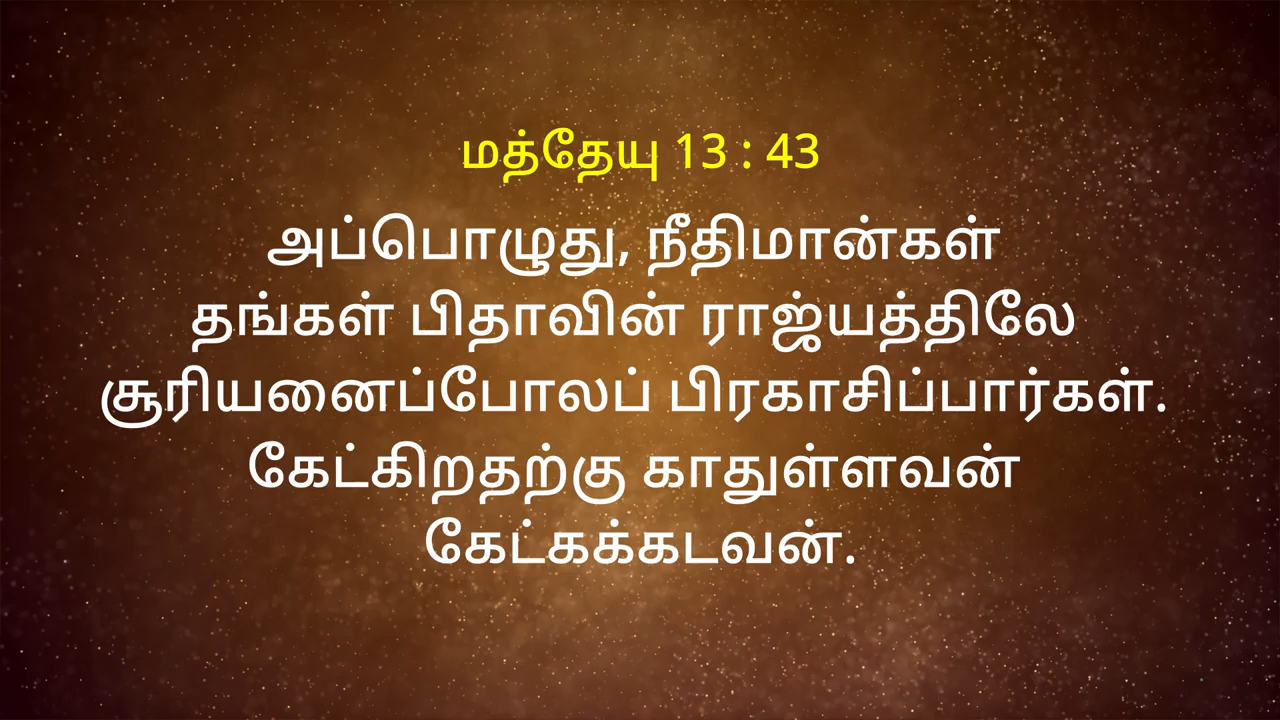 மத்தேயு 13 : 43
அப்பொழுது, நீதிமான்கள்
தங்கள் பிதாவின் ராஜ்யத்திலே
சூரியனைப்போலப் பிரகாசிப்பார்கள்.
கேட்கிறதற்கு காதுள்ளவன்
கேட்கக்கடவன்.